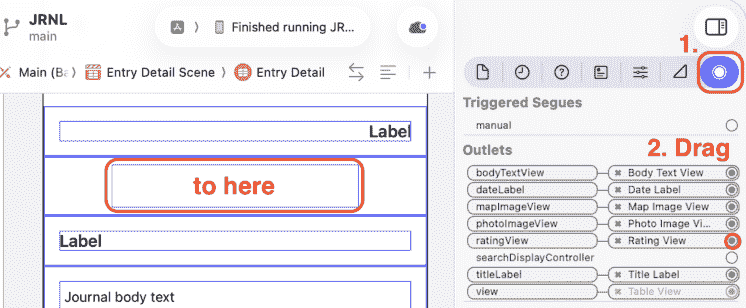 JRNL
main
Finished running JR...
1.
Main (Ba
Entry Detail Scene
Entry Detail
Triggered Segues
manual
Outlets
2. Drag
Label
to here
Label
Journal body text
bodyTextView
Body Text View
dateLabel
Date Label
mapImageView
Map Image View
photoImageView
Photo Image Vi...
ratingView
Rating View
searchDisplayController
titleLabel
Title Label
view
Table View